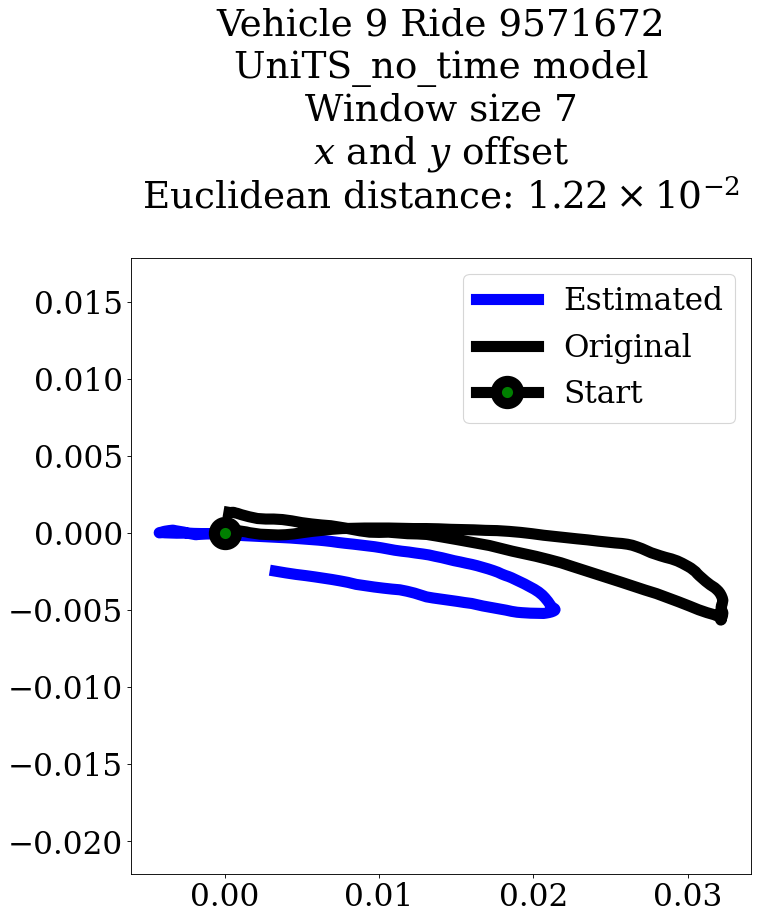 Vehicle 9 Ride 9571672
UniTS_no_time model
Window size 7
x and y offset
Euclidean distance: 1.22 × 10⁻²
Estimated
Original
Start
0.015
0.010
0.005
0.000
−0.005
−0.010
−0.015
−0.020
0.00 0.01 0.02 0.03